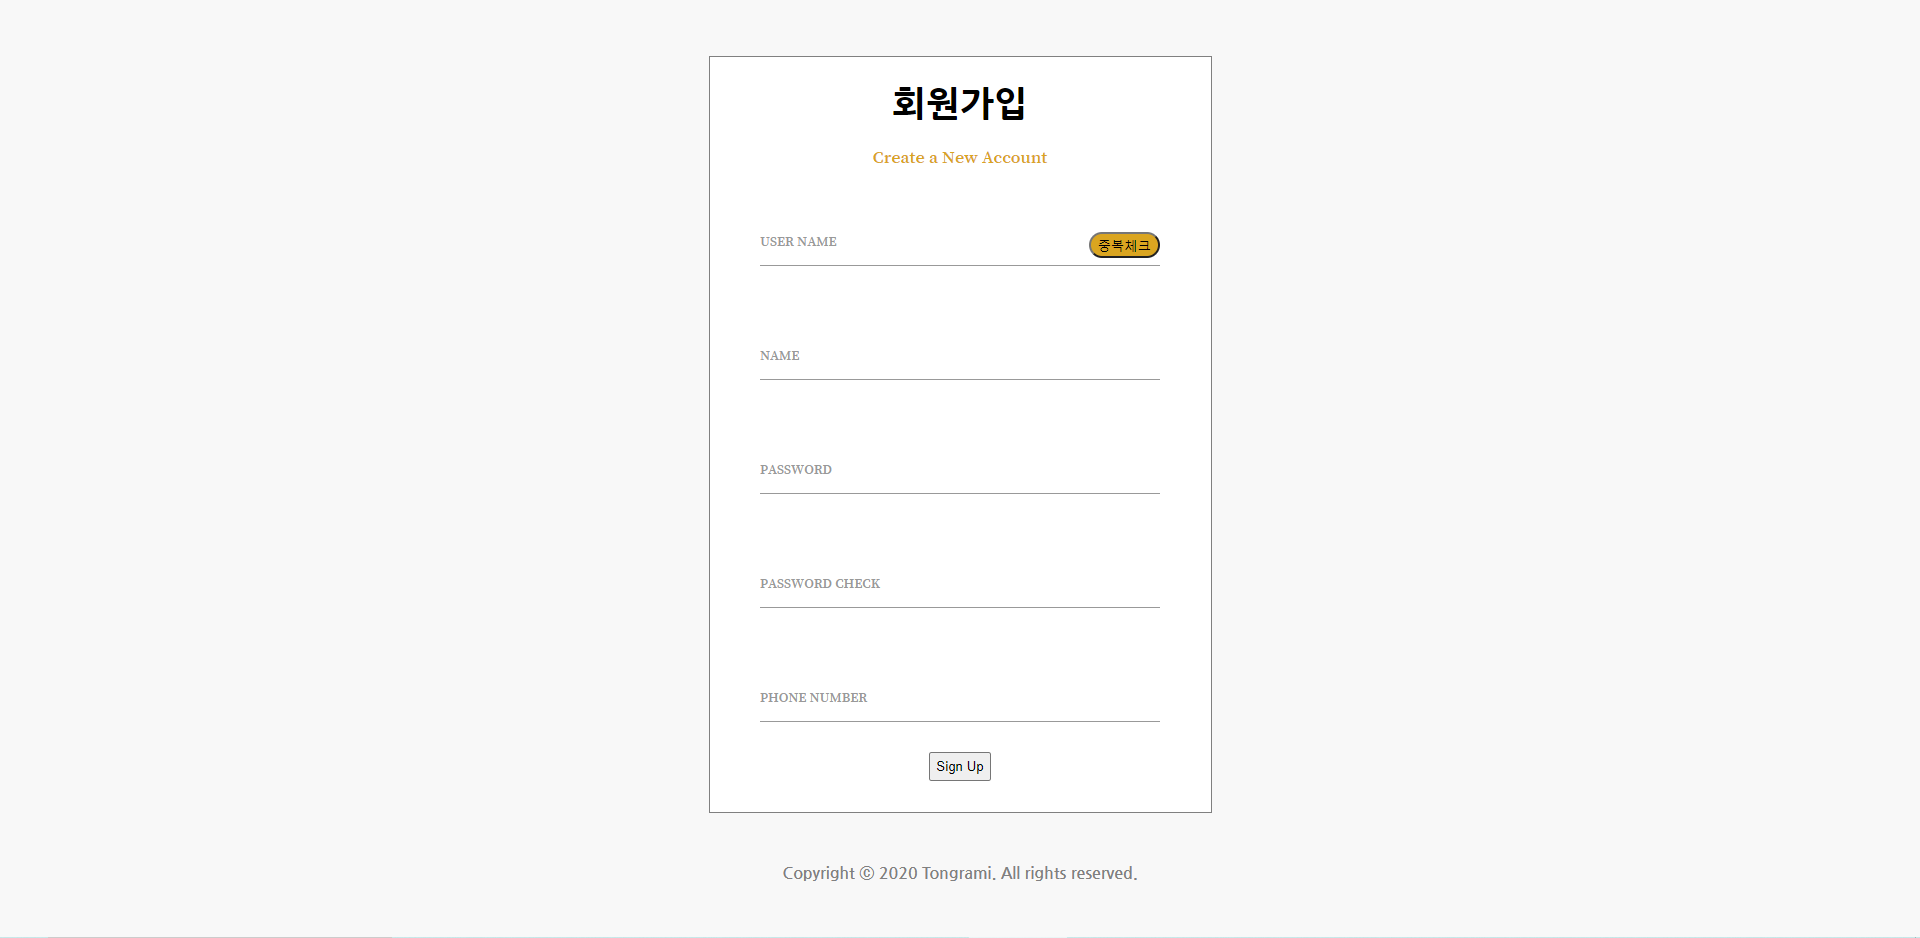 회원가입
Create a New Account
USER NAME 중복체크
NAME
PASSWORD
PASSWORD CHECK
PHONE NUMBER
Sign Up
Copyright ⓒ 2020 Tongrami. All rights reserved.